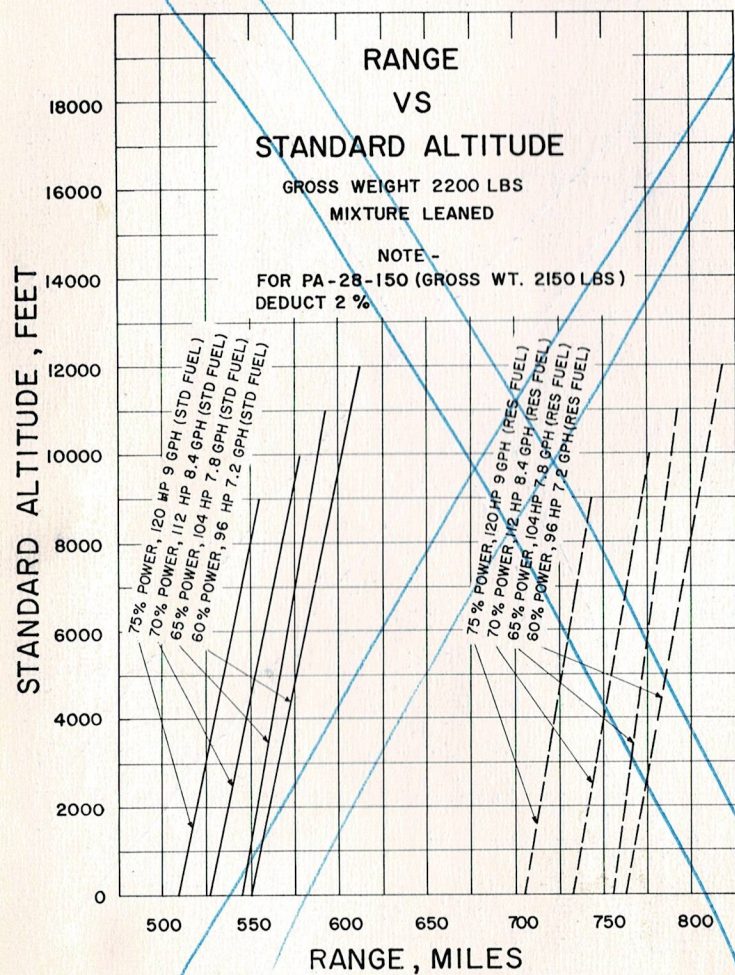 RANGE
VS
STANDARD ALTITUDE
GROSS WEIGHT 2200 LBS
MIXTURE LEANED
NOTE -
FOR PA-28-150 (GROSS WT. 2150 LBS)
DEDUCT 2 %
STANDARD ALTITUDE, FEET
18000
16000
14000
12000
10000
8000
6000
4000
2000
0
75% POWER, 120 HP 9 GPH (STD FUEL)
70% POWER, 112 HP 8.4 GPH (STD FUEL)
65% POWER, 104 HP 7.8 GPH (STD FUEL)
60% POWER, 96 HP 7.2 GPH (STD FUEL)
75% POWER, 120 HP 9 GPH (RES FUEL)
70% POWER, 112 HP 8.4 GPH (RES FUEL)
65% POWER, 104 HP 7.8 GPH (RES FUEL)
60% POWER, 96 HP 7.2 GPH (RES FUEL)
500 550 600 650 700 750 800
RANGE, MILES